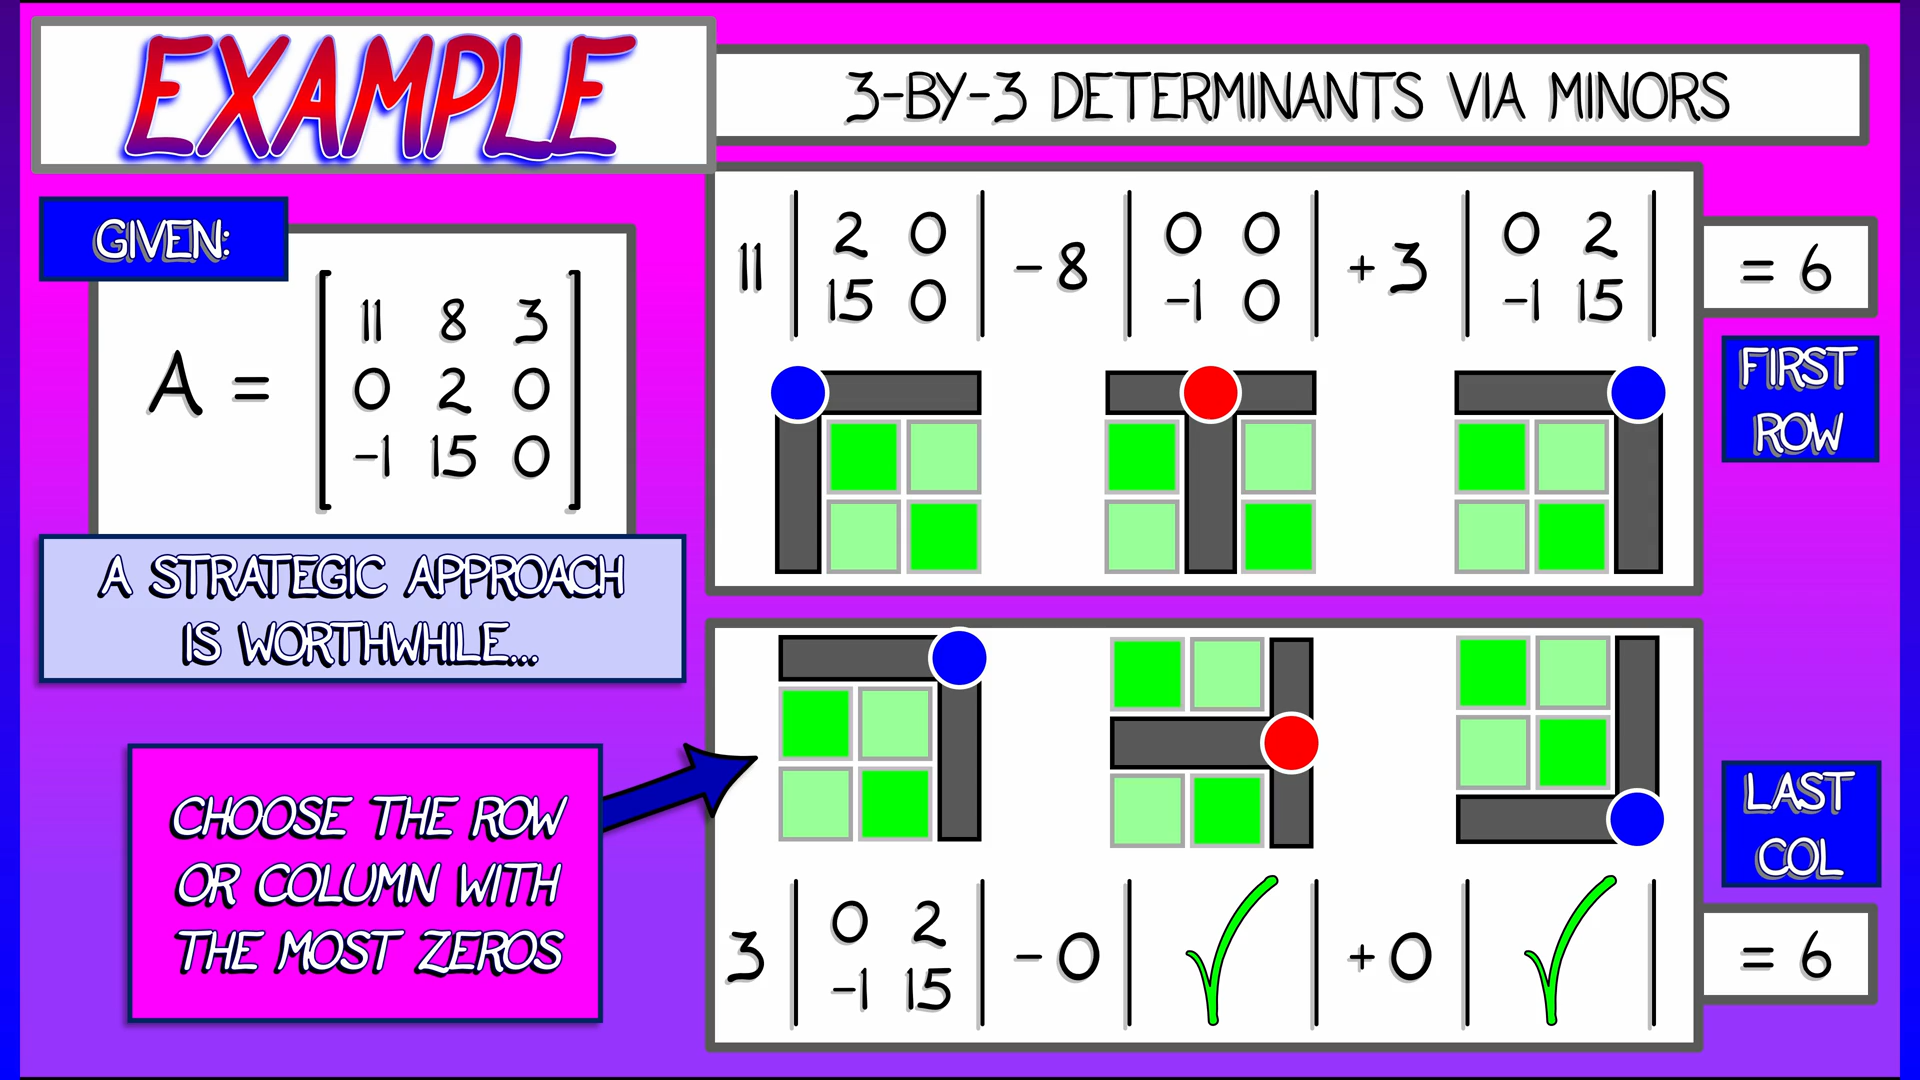 EXAMPLE
3-BY-3 DETERMINANTS VIA MINORS
GIVEN:
A =
11 8 3
0 2 0
-1 15 0
A STRATEGIC APPROACH
IS WORTHWHILE...
CHOOSE THE ROW
OR COLUMN WITH
THE MOST ZEROS
11 | 2 0 | - 8 | 0 0 | + 3 | 0 2 | = 6
| 15 0 | | -1 0 | | -1 15 |
FIRST
ROW
LAST
COL
3 | 0 2 | - 0 | ✓ | + 0 | ✓ | = 6
| -1 15 |